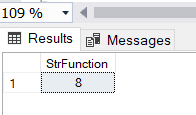 109 %
Results Messages
StrFunction
1 8